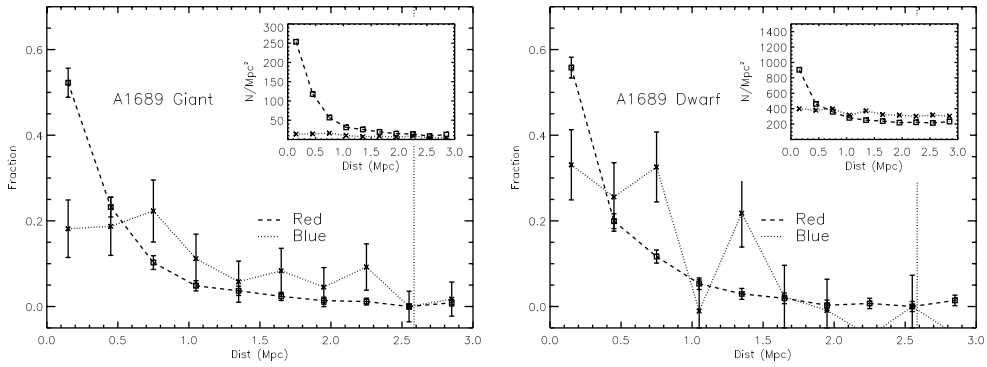 0.6
0.4
0.2
0.0
Fraction
0.0 0.5 1.0 1.5 2.0 2.5 3.0
Dist (Mpc)
A1689 Giant
Red
Blue
300
250
200
150
100
50
N/Mpc²
0.0 0.5 1.0 1.5 2.0 2.5 3.0
Dist (Mpc)
0.6
0.4
0.2
0.0
Fraction
0.0 0.5 1.0 1.5 2.0 2.5 3.0
Dist (Mpc)
A1689 Dwarf
Red
Blue
1400
1200
1000
800
600
400
200
N/Mpc²
0.0 0.5 1.0 1.5 2.0 2.5 3.0
Dist (Mpc)